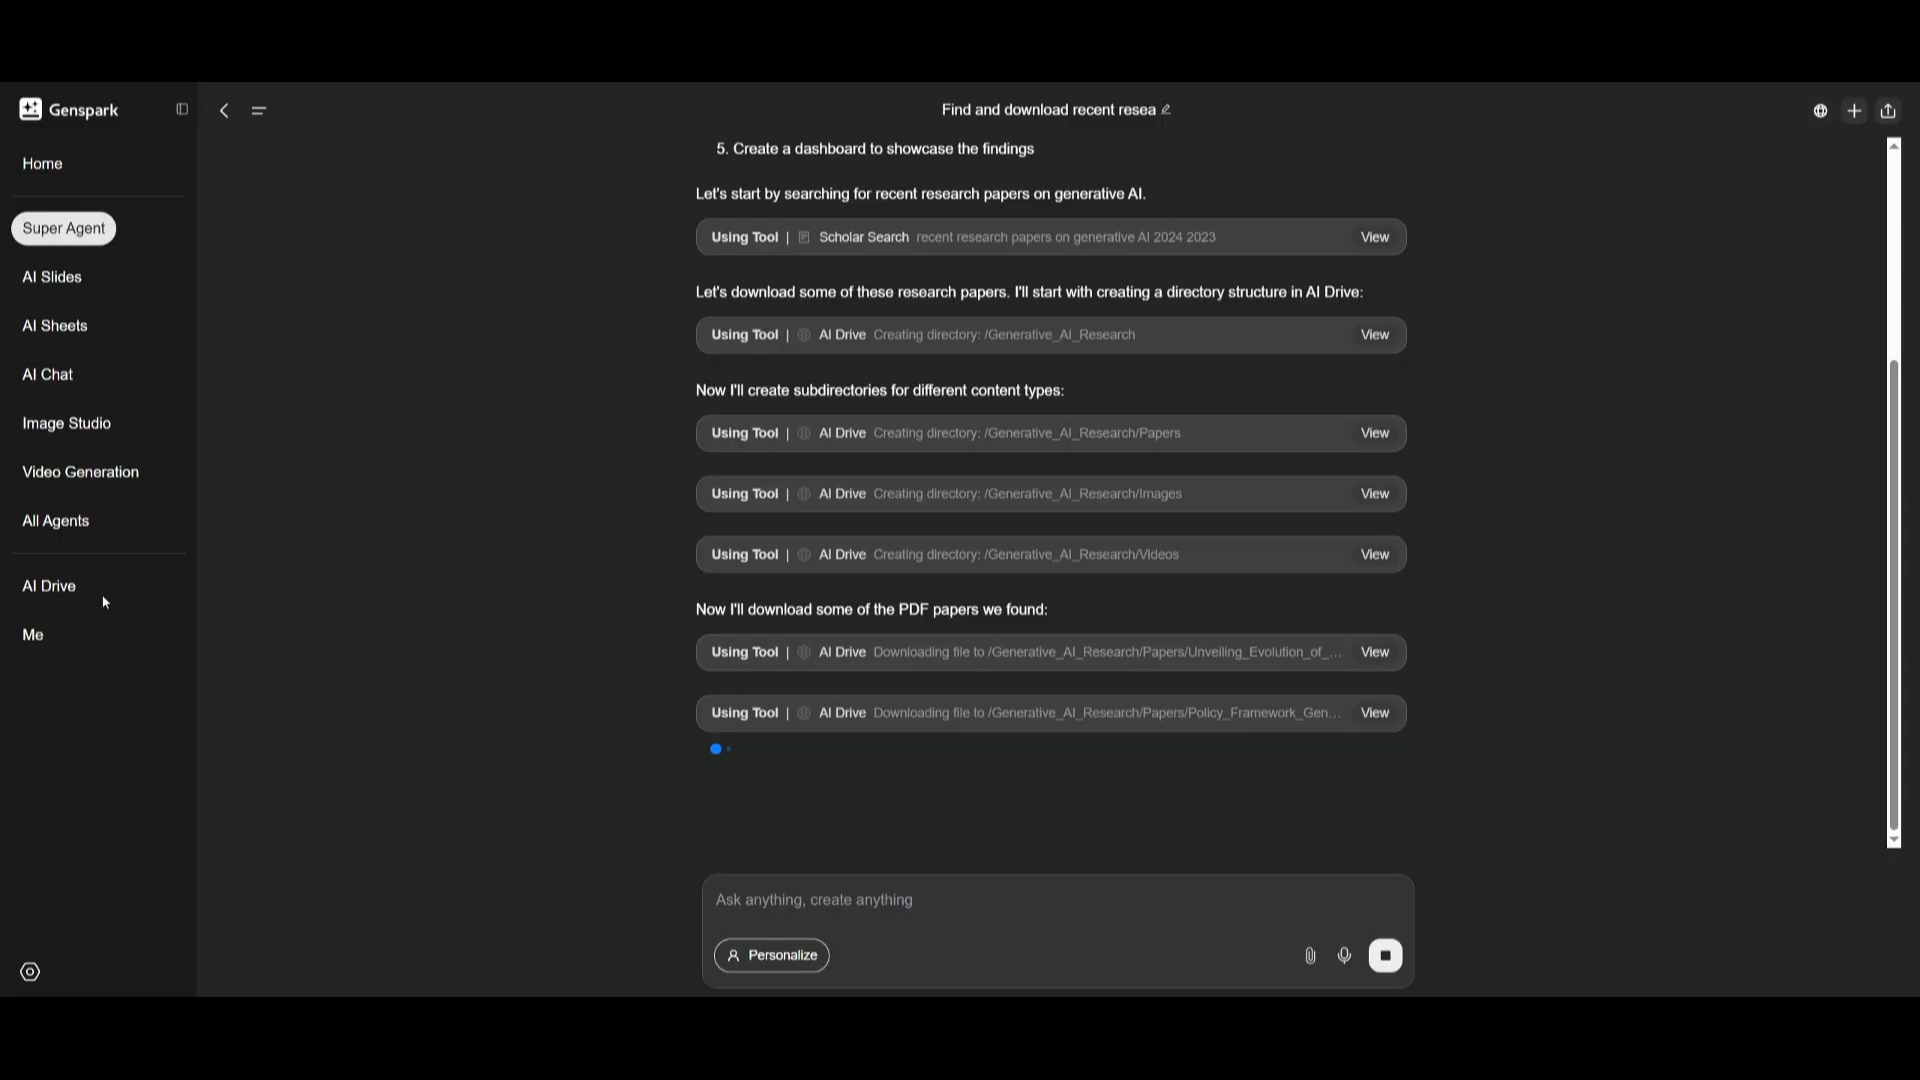 Genspark
Home
Super Agent
AI Slides
AI Sheets
AI Chat
Image Studio
Video Generation
All Agents
AI Drive
Me
Find and download recent resea
5. Create a dashboard to showcase the findings
Let's start by searching for recent research papers on generative AI.
Using Tool | Scholar Search recent research papers on generative AI 2024 2023 View
Let's download some of these research papers. I'll start with creating a directory structure in AI Drive:
Using Tool | AI Drive Creating directory: /Generative_AI_Research View
Now I'll create subdirectories for different content types:
Using Tool | AI Drive Creating directory: /Generative_AI_Research/Papers View
Using Tool | AI Drive Creating directory: /Generative_AI_Research/Images View
Using Tool | AI Drive Creating directory: /Generative_AI_Research/Videos View
Now I'll download some of the PDF papers we found:
Using Tool | AI Drive Downloading file to /Generative_AI_Research/Papers/Unveiling_Evolution_of_... View
Using Tool | AI Drive Downloading file to /Generative_AI_Research/Papers/Policy_Framework_Gen... View
Ask anything, create anything
Personalize